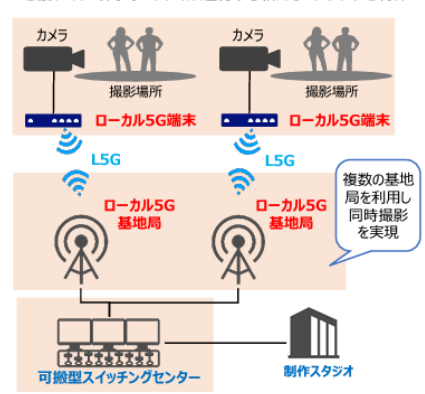 カメラ
カメラ
撮影場所
撮影場所
ローカル5G端末
ローカル5G端末
L5G
L5G
ローカル5G
基地局
ローカル5G
基地局
複数の基地
局を利用し
同時撮影
を実現
可搬型スイッチングセンター
制作スタジオ